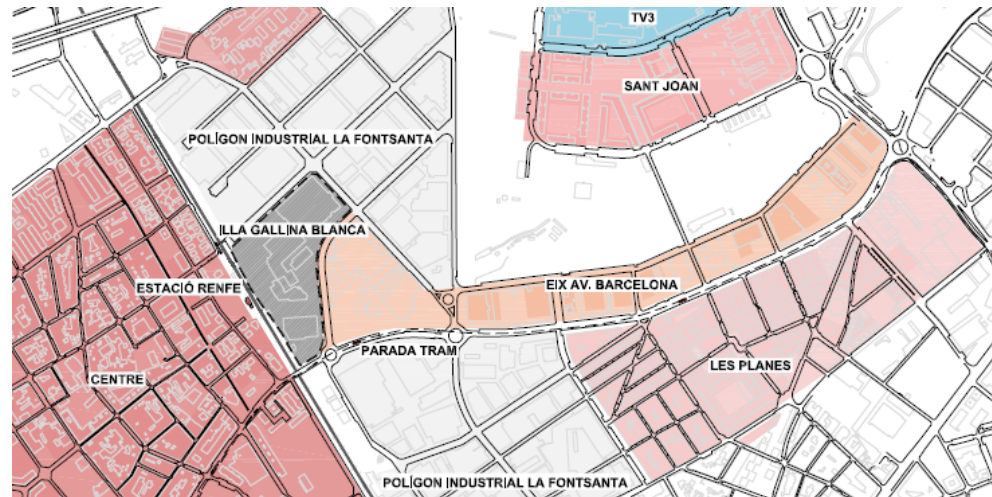 TV3
SANT JOAN
POLÍGON INDUSTRIAL LA FONTSANTA
ILLA GALLINA BLANCA
ESTACIÓ RENFE
EIX AV. BARCELONA
PARADA TRAM
LES PLANES
CENTRE
POLÍGON INDUSTRIAL LA FONTSANTA